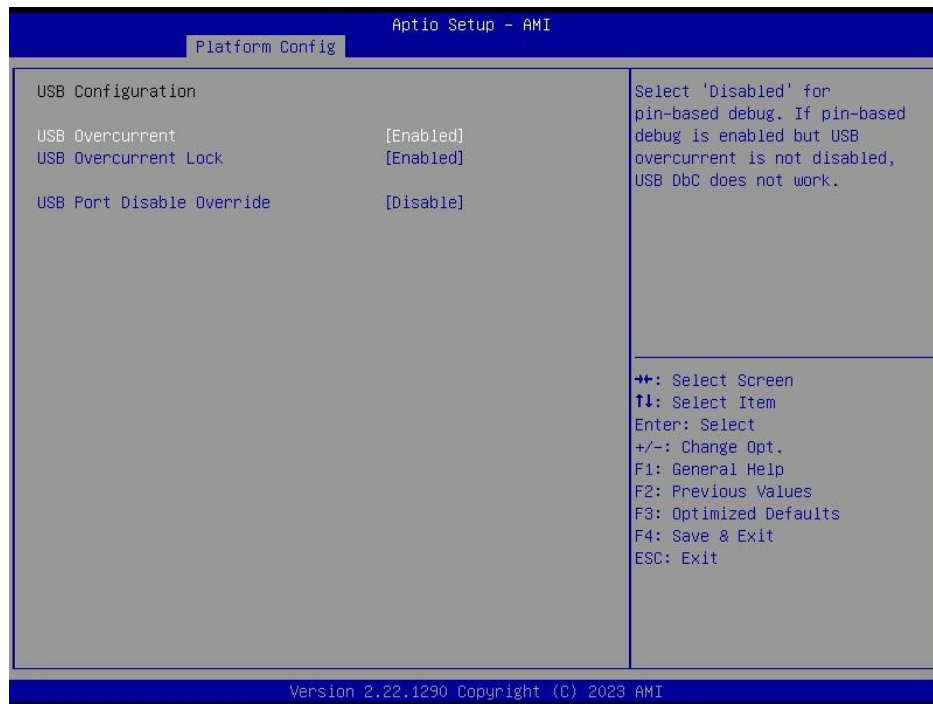 Aptio Setup - AMI
Platform Config
USB Configuration
USB Overcurrent [Enabled]
USB Overcurrent Lock [Enabled]
USB Port Disable Override [Disable]
Select 'Disabled' for
pin-based debug. If pin-based
debug is enabled but USB
overcurrent is not disabled,
USB DbC does not work.
→←: Select Screen
↑↓: Select Item
Enter: Select
+/-: Change Opt.
F1: General Help
F2: Previous Values
F3: Optimized Defaults
F4: Save & Exit
ESC: Exit
Version 2.22.1290 Copyright (C) 2023 AMI